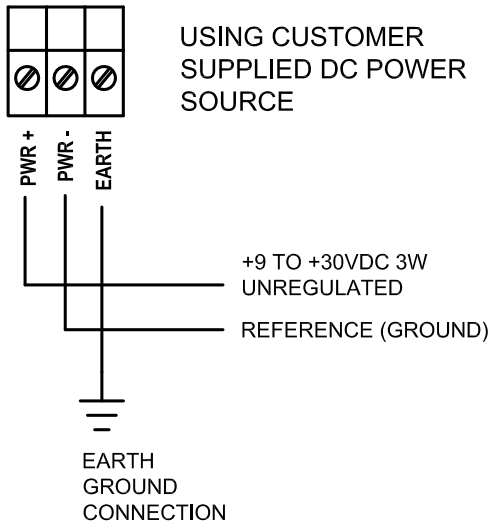 USING CUSTOMER
SUPPLIED DC POWER
SOURCE
PWR +
PWR -
EARTH
+9 TO +30VDC 3W
UNREGULATED
REFERENCE (GROUND)
EARTH
GROUND
CONNECTION